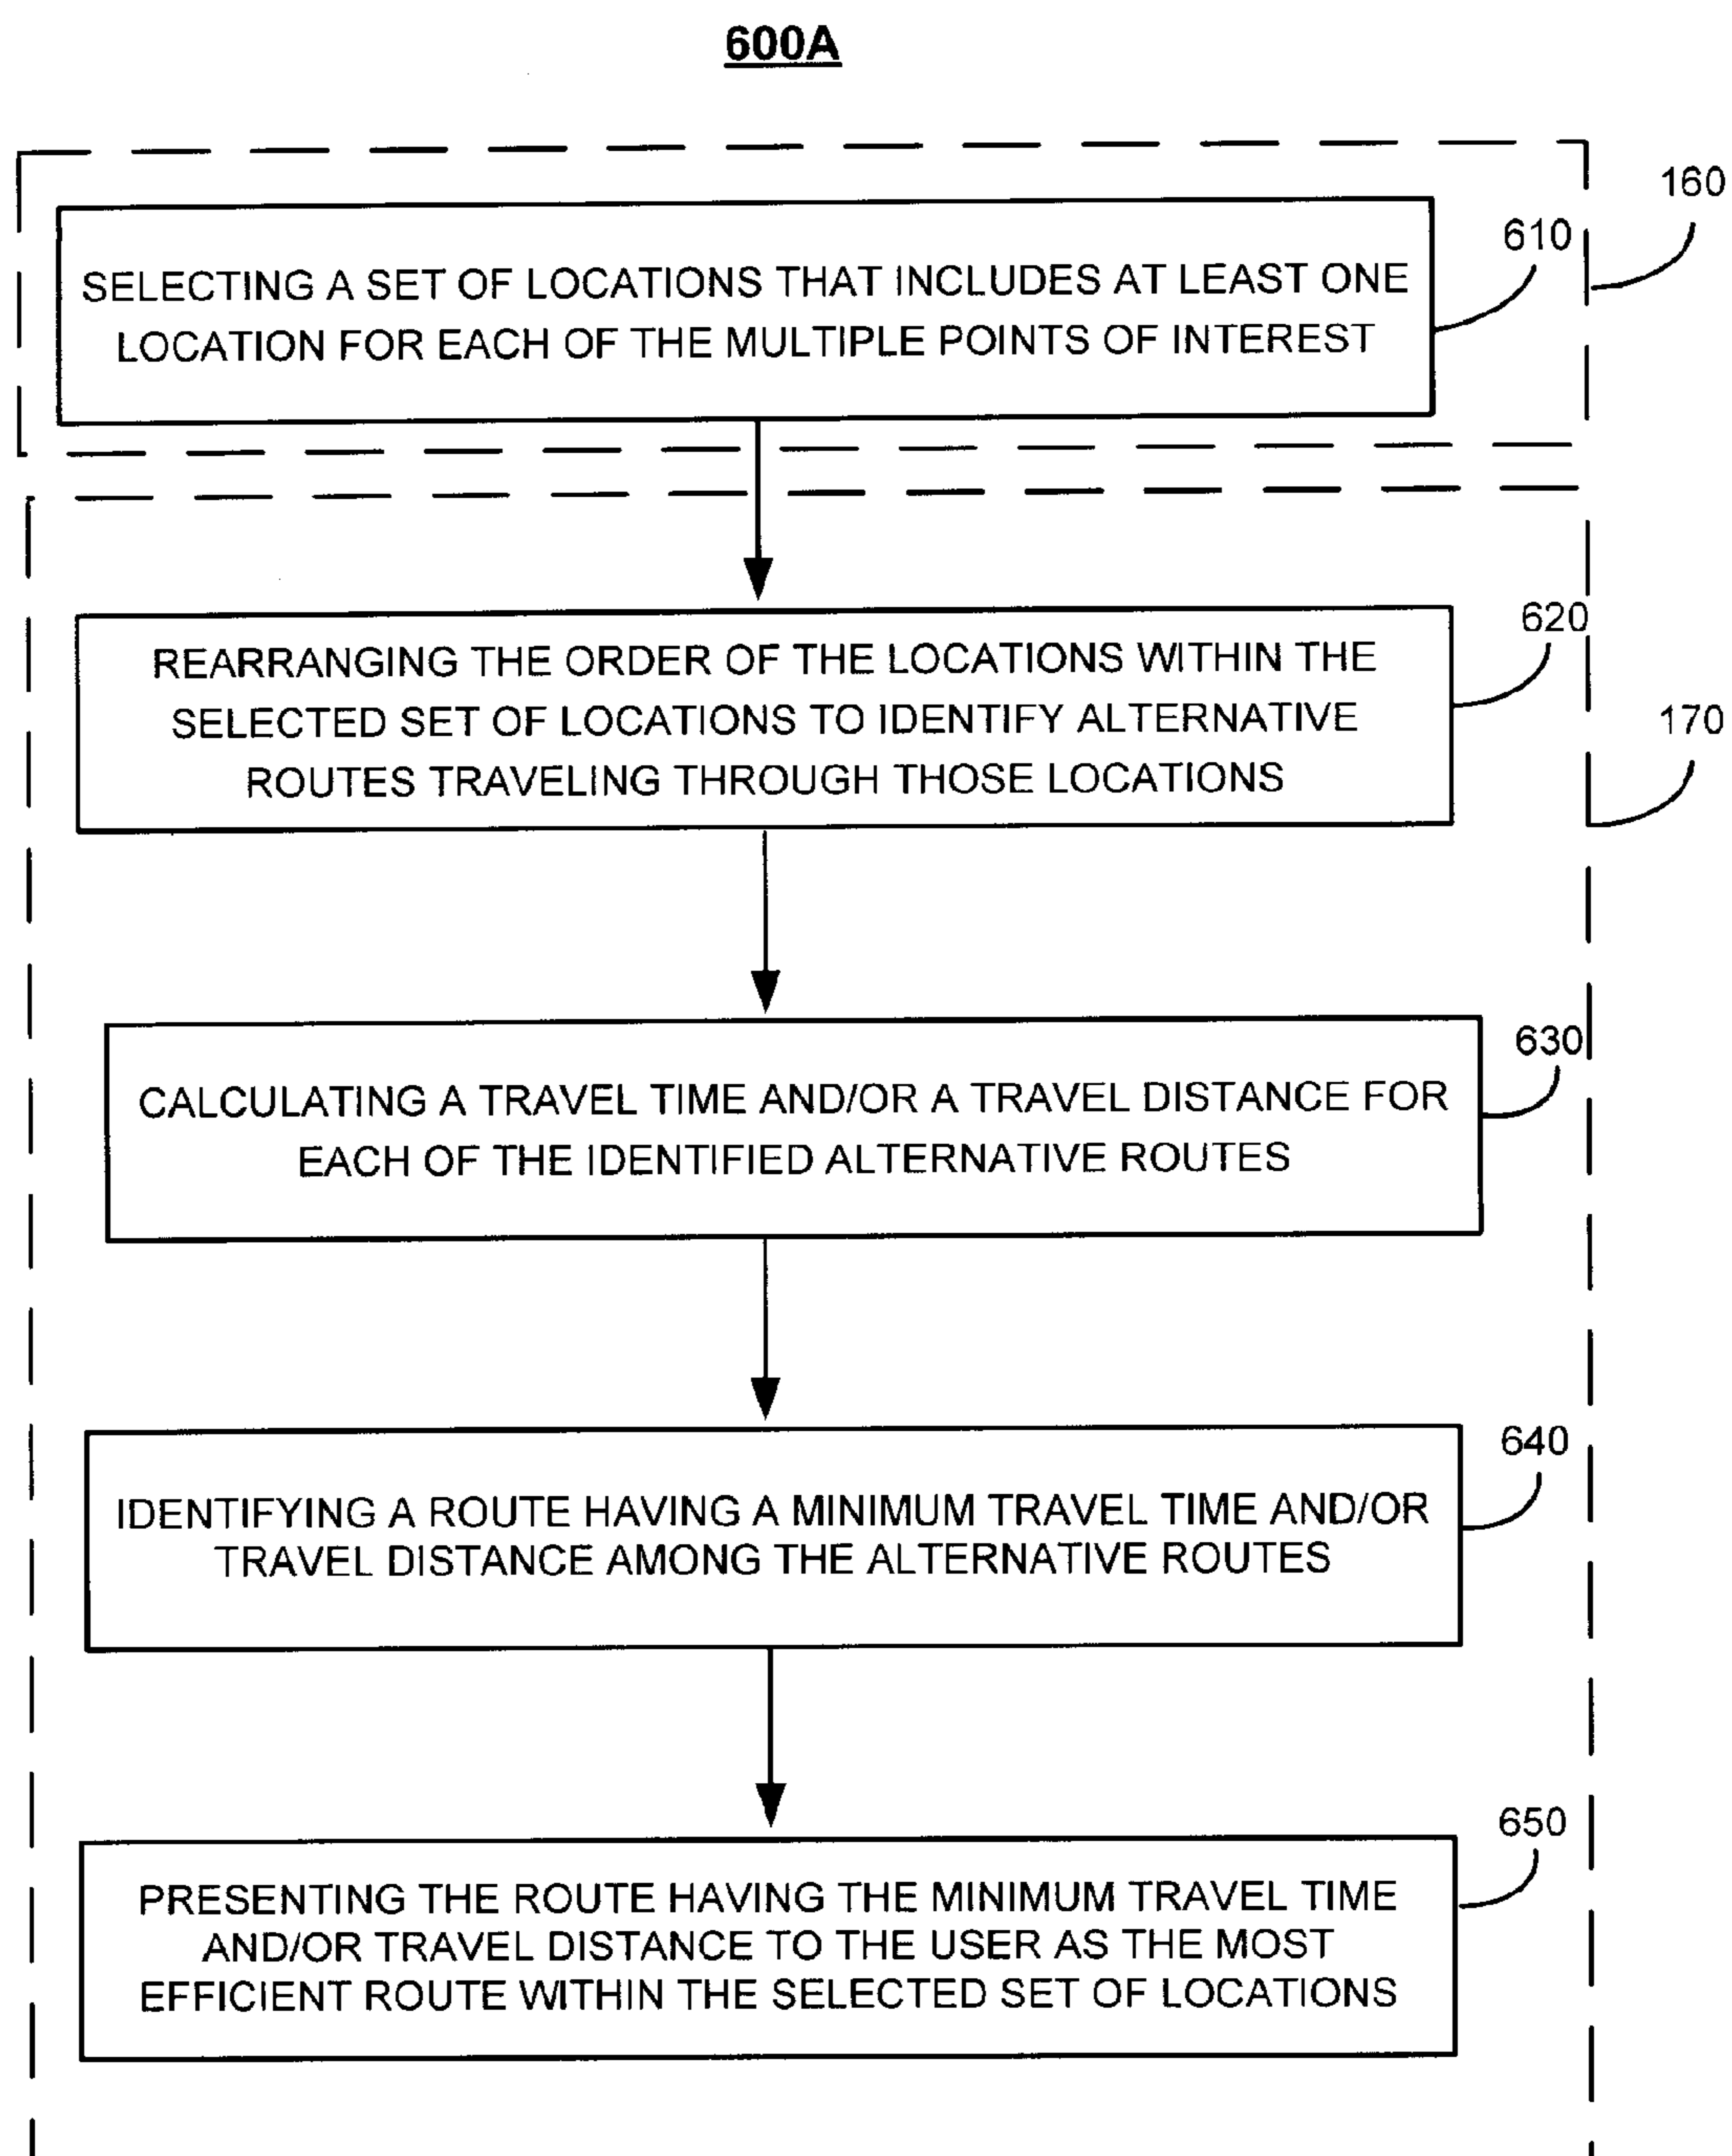 600A
160
610
SELECTING A SET OF LOCATIONS THAT INCLUDES AT LEAST ONE
LOCATION FOR EACH OF THE MULTIPLE POINTS OF INTEREST
620
REARRANGING THE ORDER OF THE LOCATIONS WITHIN THE
SELECTED SET OF LOCATIONS TO IDENTIFY ALTERNATIVE
ROUTES TRAVELING THROUGH THOSE LOCATIONS
170
630
CALCULATING A TRAVEL TIME AND/OR A TRAVEL DISTANCE FOR
EACH OF THE IDENTIFIED ALTERNATIVE ROUTES
640
IDENTIFYING A ROUTE HAVING A MINIMUM TRAVEL TIME AND/OR
TRAVEL DISTANCE AMONG THE ALTERNATIVE ROUTES
650
PRESENTING THE ROUTE HAVING THE MINIMUM TRAVEL TIME
AND/OR TRAVEL DISTANCE TO THE USER AS THE MOST
EFFICIENT ROUTE WITHIN THE SELECTED SET OF LOCATIONS